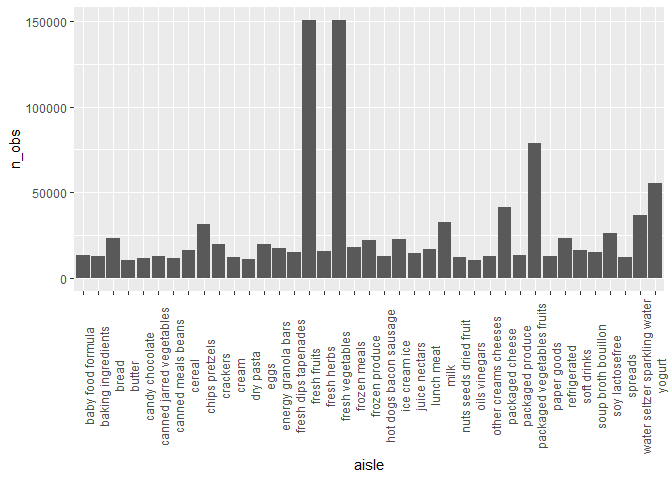 150000
100000
50000
0
n_obs
baby food formula
baking ingredients
bread
butter
candy chocolate
canned jarred vegetables
canned meals beans
cereal
chips pretzels
crackers
cream
dry pasta
eggs
energy granola bars
fresh dips tapenades
fresh fruits
fresh herbs
fresh vegetables
frozen meals
frozen produce
hot dogs bacon sausage
ice cream ice
juice nectars
lunch meat
milk
nuts seeds dried fruit
oils vinegars
other creams cheeses
packaged cheese
packaged produce
packaged vegetables fruits
paper goods
refrigerated
soft drinks
soup broth bouillon
soy lactosefree
spreads
water seltzer sparkling water
yogurt
aisle